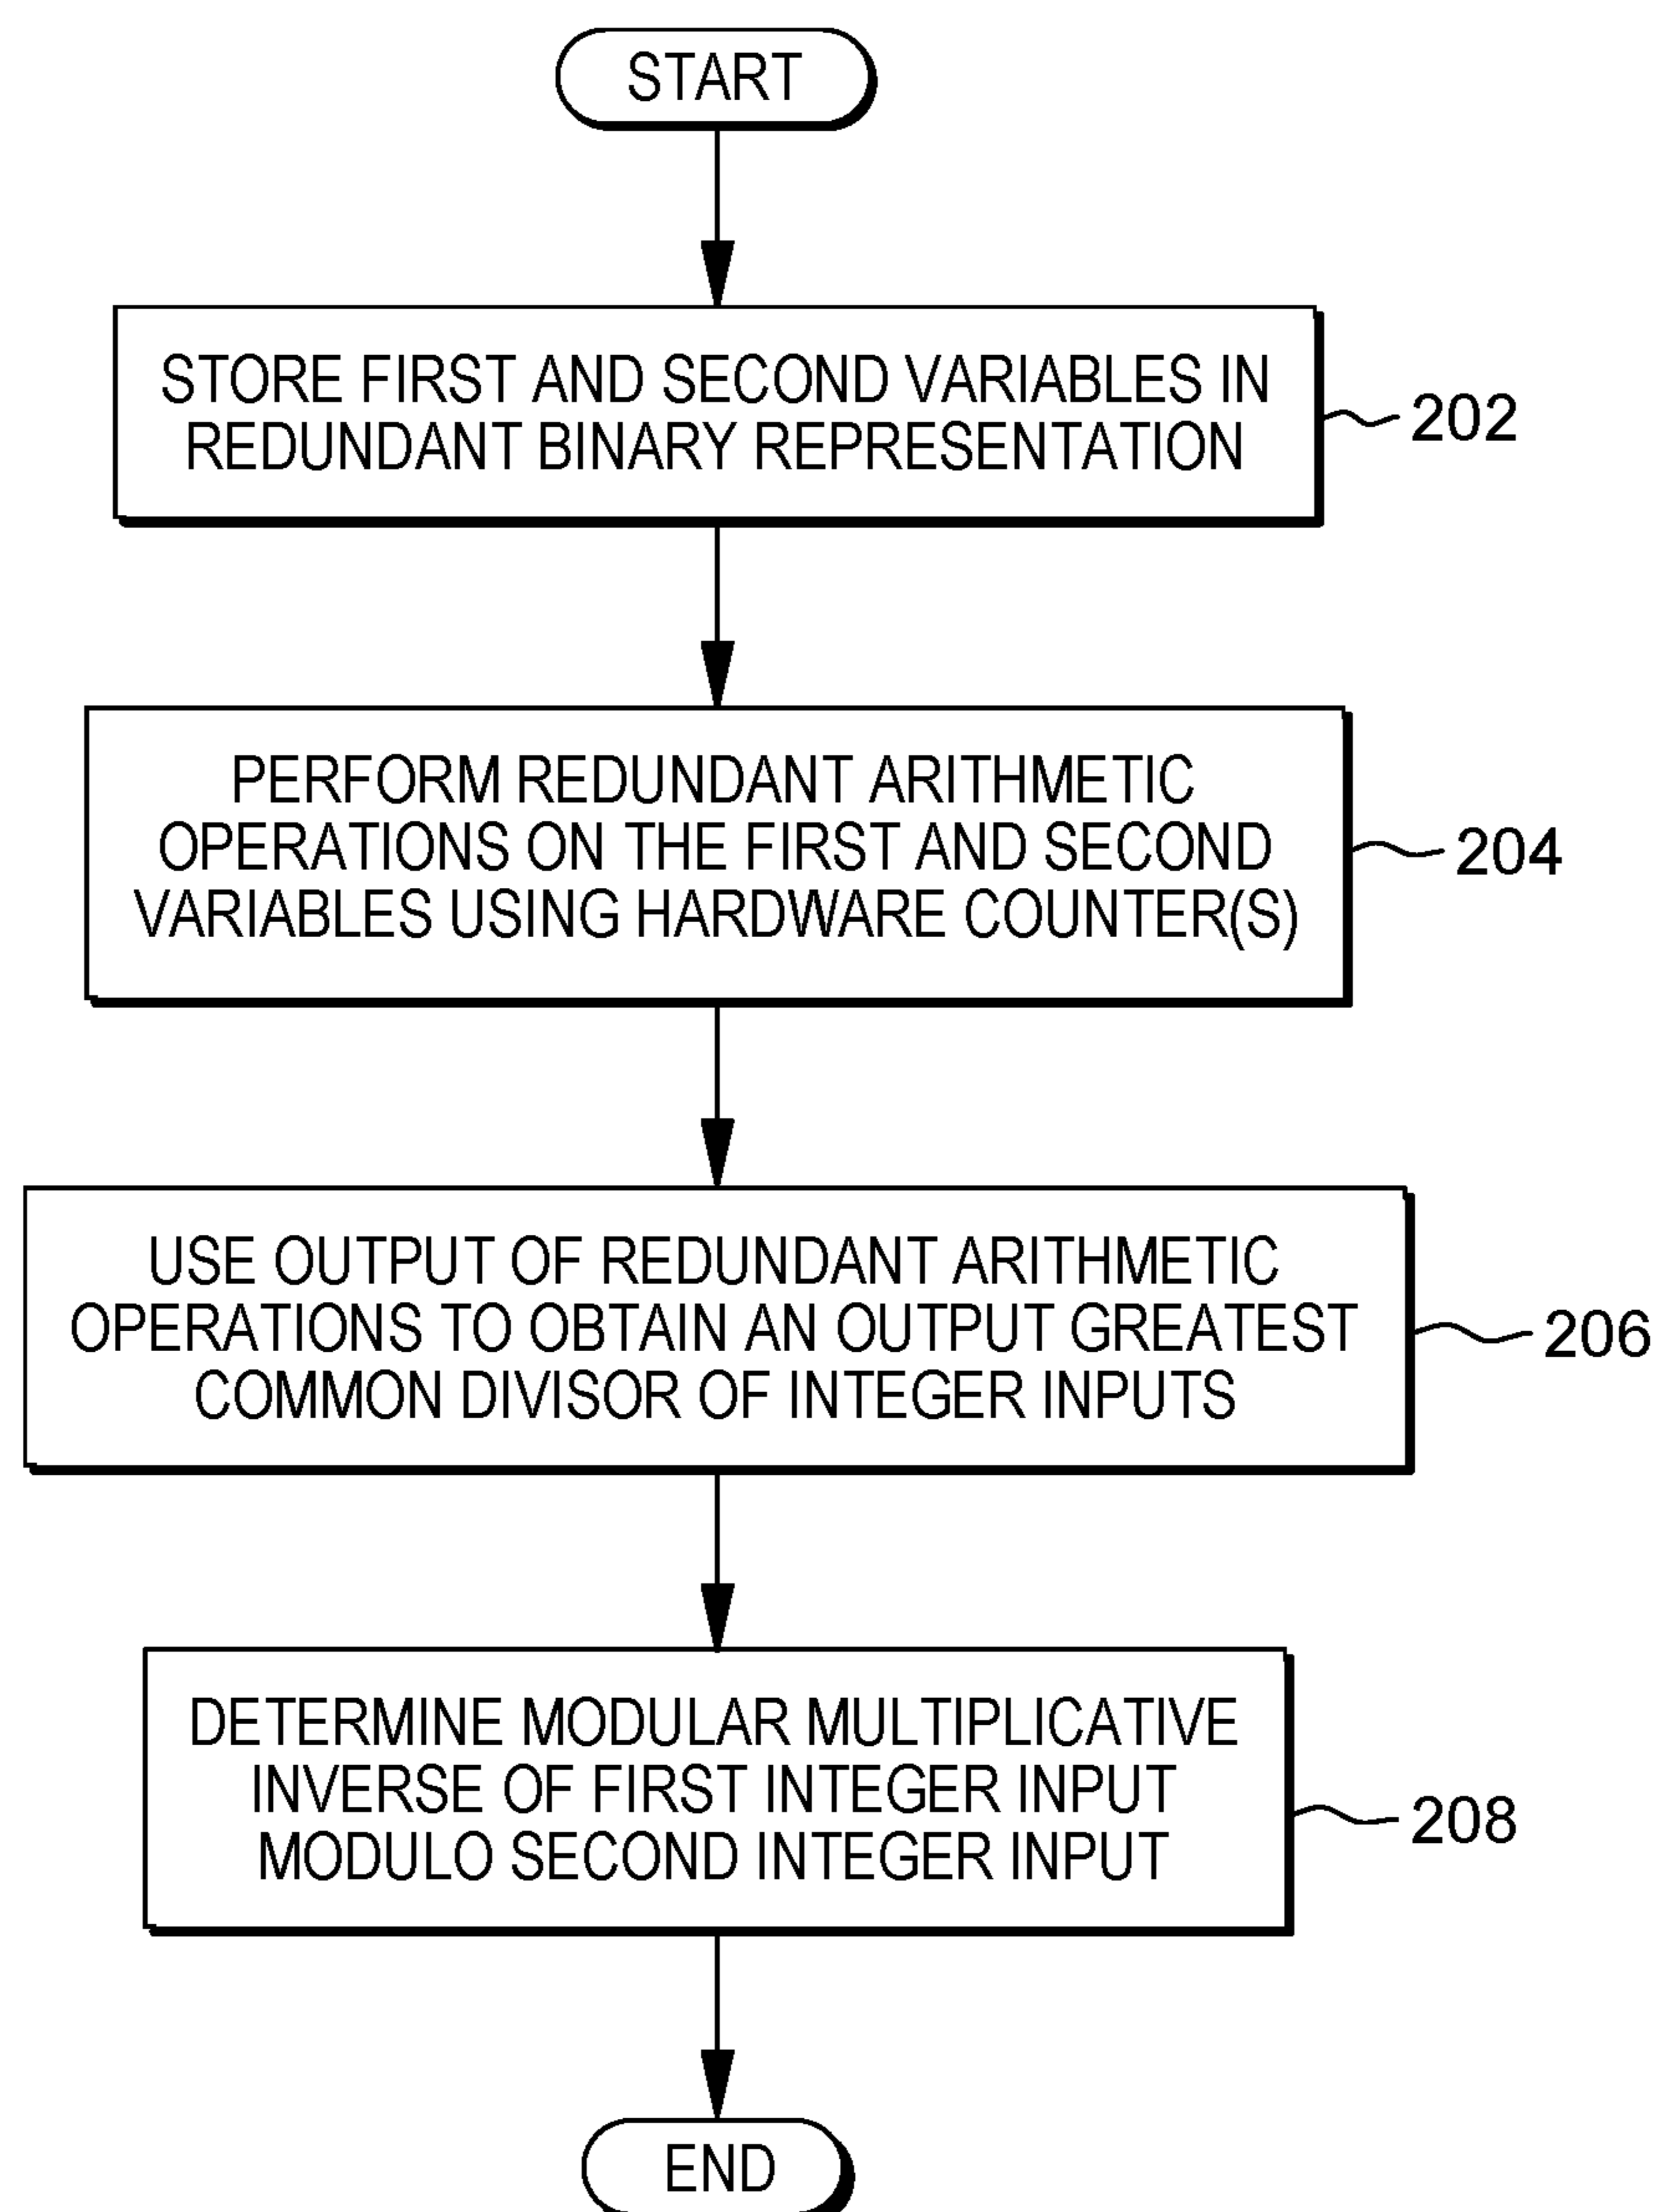 START
STORE FIRST AND SECOND VARIABLES IN
REDUNDANT BINARY REPRESENTATION
202
PERFORM REDUNDANT ARITHMETIC
OPERATIONS ON THE FIRST AND SECOND
VARIABLES USING HARDWARE COUNTER(S)
204
USE OUTPUT OF REDUNDANT ARITHMETIC
OPERATIONS TO OBTAIN AN OUTPUT GREATEST
COMMON DIVISOR OF INTEGER INPUTS
206
DETERMINE MODULAR MULTIPLICATIVE
INVERSE OF FIRST INTEGER INPUT
MODULO SECOND INTEGER INPUT
208
END